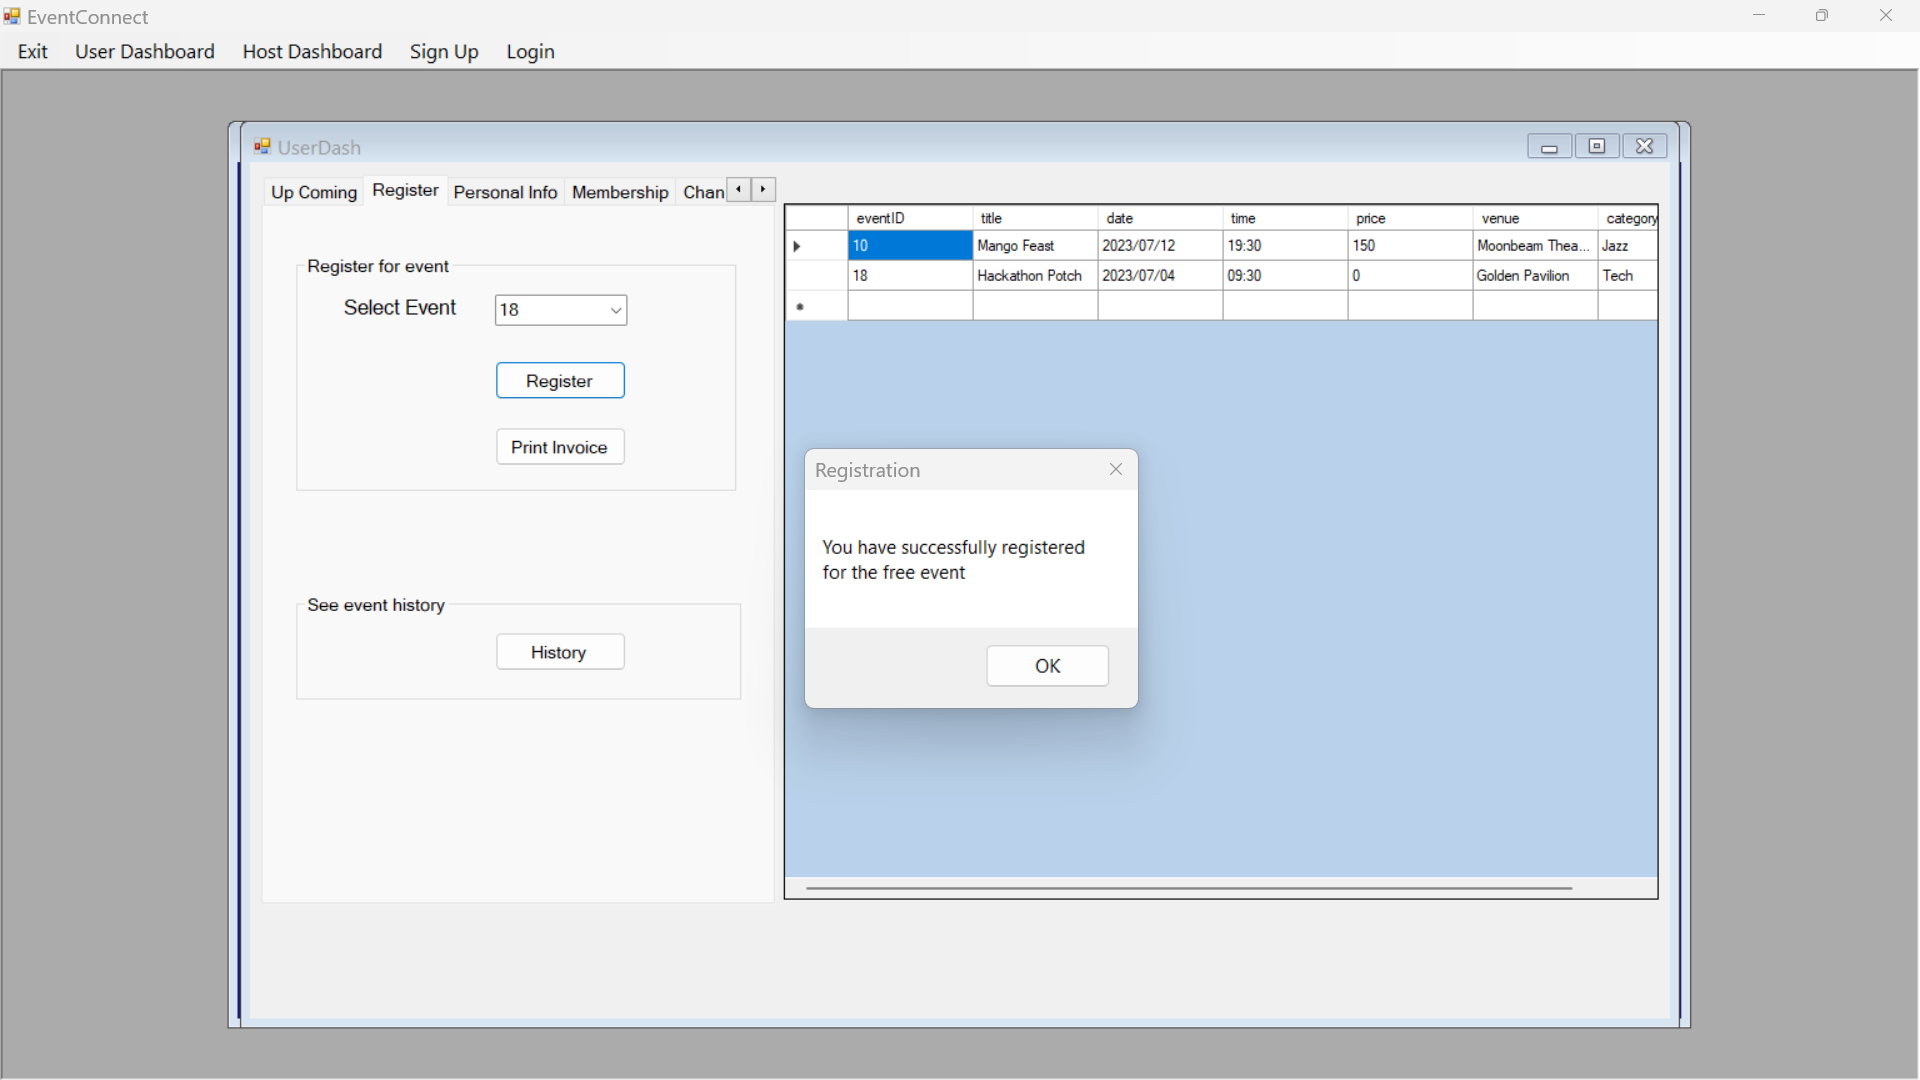 EventConnect
Exit User Dashboard Host Dashboard Sign Up Login
UserDash
Up Coming Register Personal Info Membership Chan
Register for event
Select Event 18
Register
Print Invoice
See event history
History
eventID title date time price venue category
10 Mango Feast 2023/07/12 19:30 150 Moonbeam Thea... Jazz
18 Hackathon Potch 2023/07/04 09:30 0 Golden Pavilion Tech
Registration
You have successfully registered
for the free event
OK